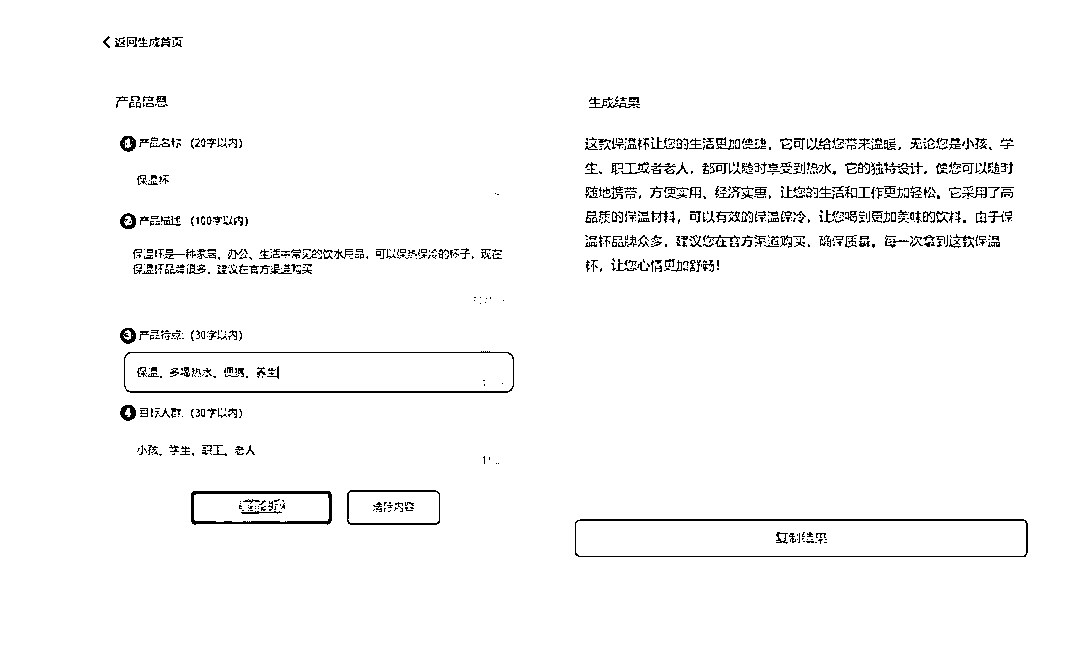 返回生成首页
产品信息
1 产品名称: (20字以内)
保温杯
2 产品描述: (100字以内)
保温杯是一种家居、办公、生活中常见的饮水用品，可以保热保冷的杯子，现在
保温杯品牌很多，建议在官方渠道购买
3 产品特点: (30字以内)
保温、多喝热水、便携、养生
4 目标人群: (30字以内)
小孩、学生、职工、老人
清除内容
生成结果
这款保温杯让您的生活更加便捷，它可以给您带来温暖，无论您是小孩、学
生、职工或者老人，都可以随时享受到热水。它的独特设计，使您可以随时
随地携带，方便实用、经济实惠，让您的生活和工作更加轻松。它采用了高
品质的保温材料，可以有效的保温保冷，让您喝到更加美味的饮料。由于保
温杯品牌众多，建议您在官方渠道购买，确保质量。每一次拿到这款保温
杯，让您心情更加舒畅！
复制结果